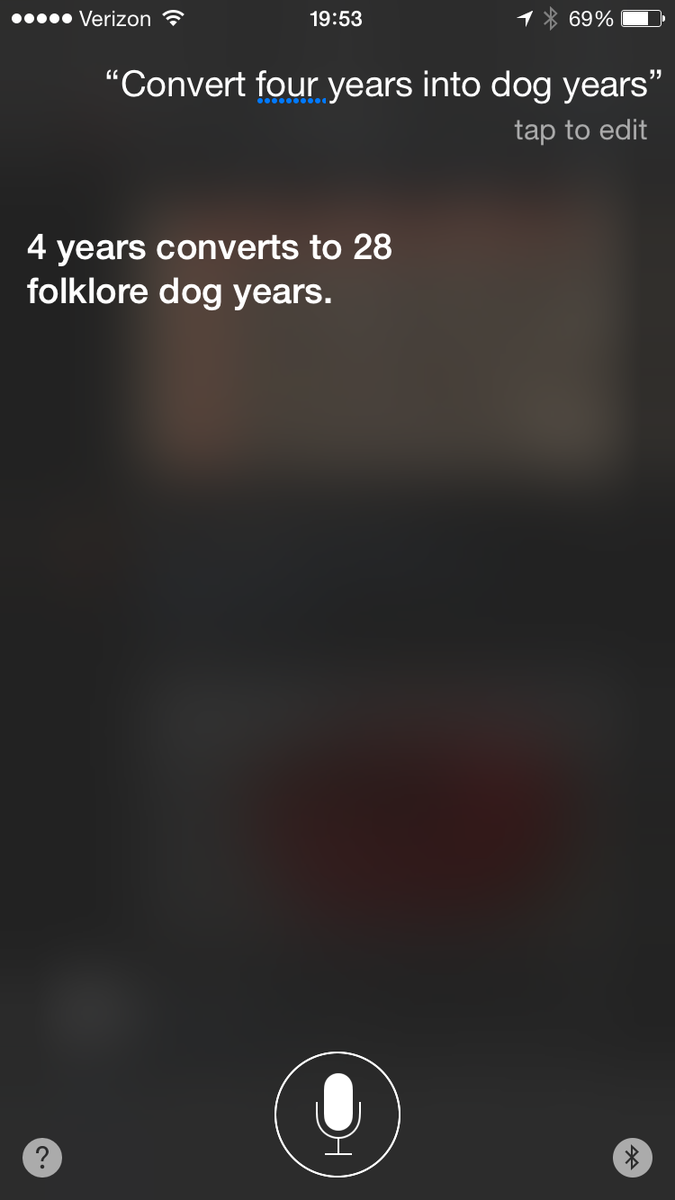 Verizon 19:53 69%
“Convert four years into dog years”
tap to edit
4 years converts to 28
folklore dog years.
?